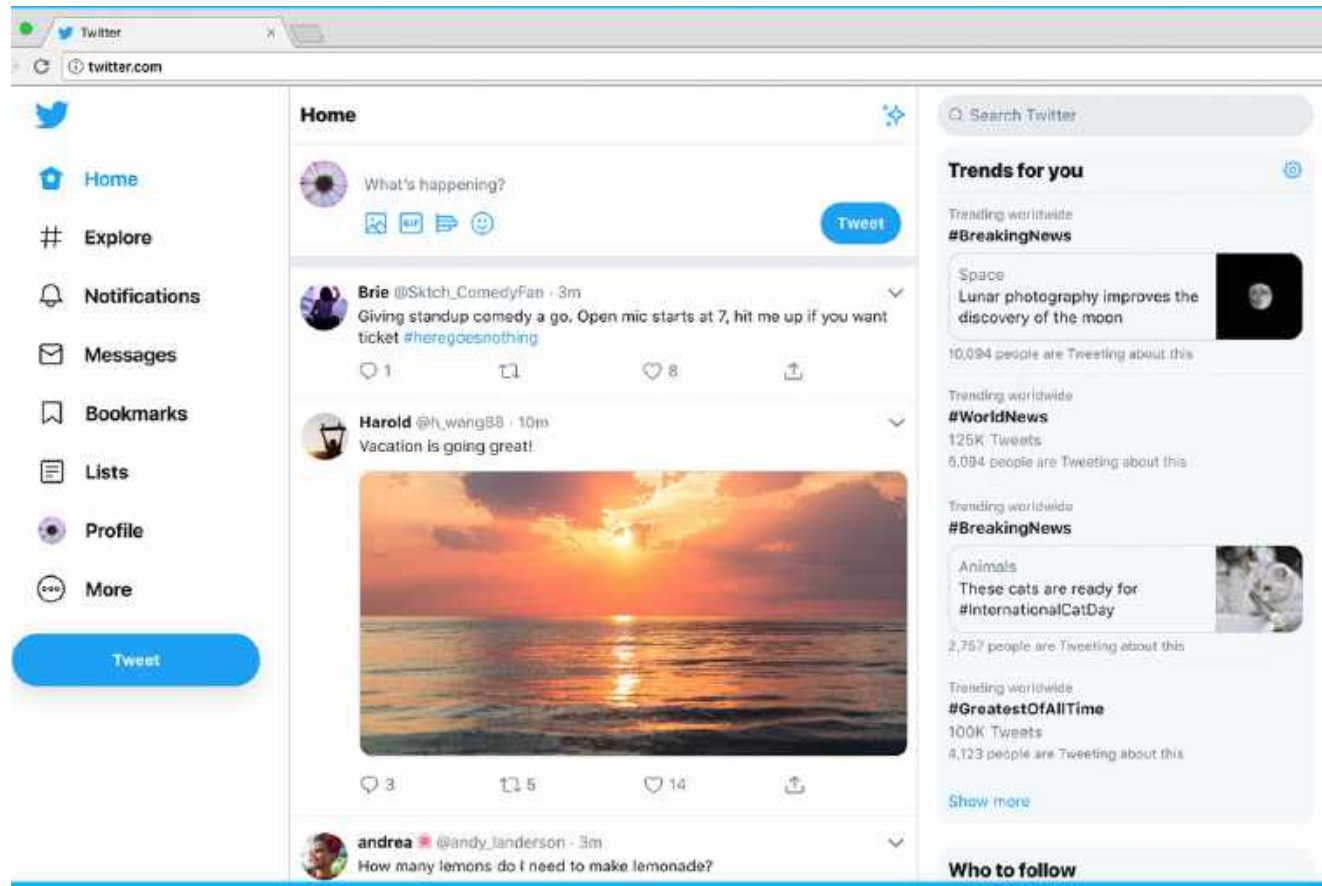 Twitter
twitter.com
Home
Explore
Notifications
Messages
Bookmarks
Lists
Profile
More
Tweet
Home
What's happening?
GIF
Tweet
Brie @Sktch_ComedyFan · 3m
Giving standup comedy a go. Open mic starts at 7, hit me up if you want
ticket #heregoesnothing
1
8
Harold @h_wang88 · 10m
Vacation is going great!
3
5
14
andrea @andy_landerson · 3m
How many lemons do I need to make lemonade?
Search Twitter
Trends for you
Trending worldwide
#BreakingNews
Space
Lunar photography improves the
discovery of the moon
10,094 people are Tweeting about this
Trending worldwide
#WorldNews
125K Tweets
5,094 people are Tweeting about this
Trending worldwide
#BreakingNews
Animals
These cats are ready for
#InternationalCatDay
2,757 people are Tweeting about this
Trending worldwide
#GreatestOfAllTime
100K Tweets
4,123 people are Tweeting about this
Show more
Who to follow